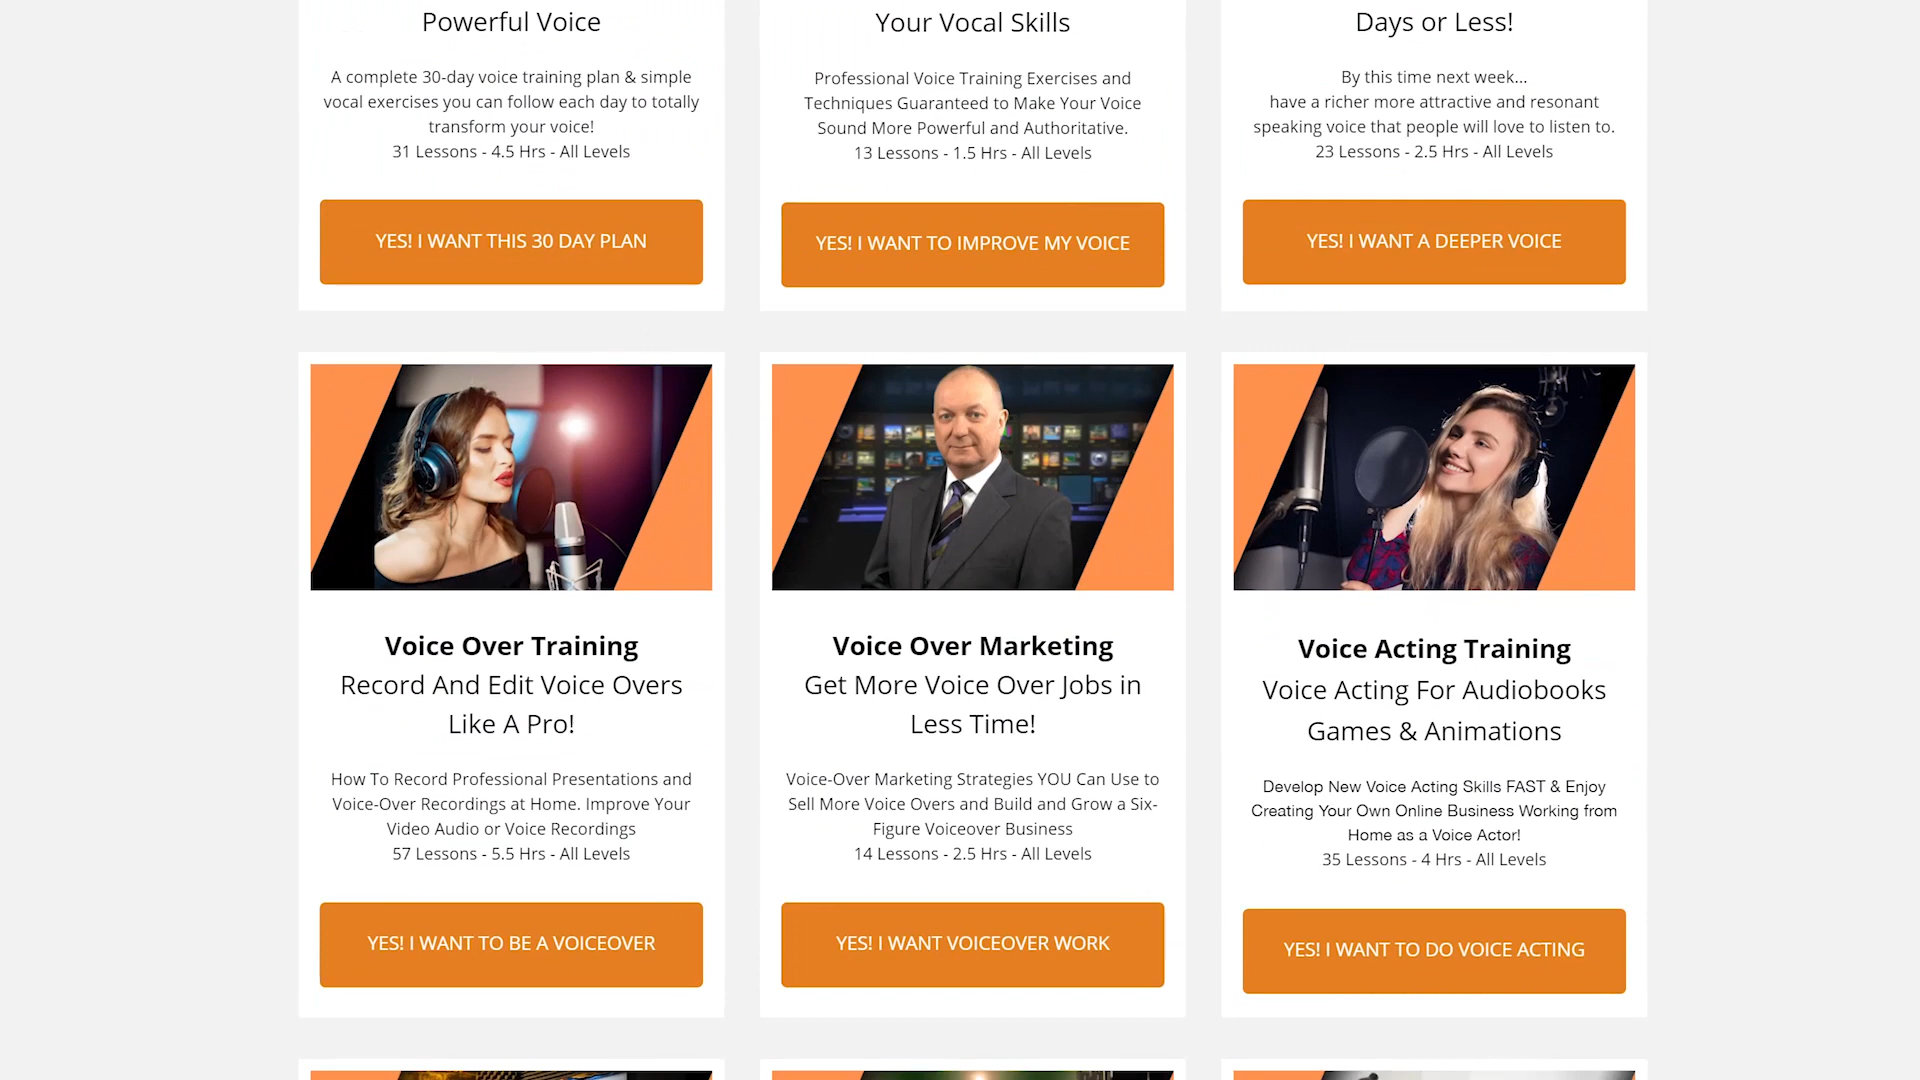 Powerful Voice
A complete 30-day voice training plan & simple
vocal exercises you can follow each day to totally
transform your voice!
31 Lessons - 4.5 Hrs - All Levels
YES! I WANT THIS 30 DAY PLAN
Your Vocal Skills
Professional Voice Training Exercises and
Techniques Guaranteed to Make Your Voice
Sound More Powerful and Authoritative.
13 Lessons - 1.5 Hrs - All Levels
YES! I WANT TO IMPROVE MY VOICE
Days or Less!
By this time next week...
have a richer more attractive and resonant
speaking voice that people will love to listen to.
23 Lessons - 2.5 Hrs - All Levels
YES! I WANT A DEEPER VOICE
Voice Over Training
Record And Edit Voice Overs
Like A Pro!
How To Record Professional Presentations and
Voice-Over Recordings at Home. Improve Your
Video Audio or Voice Recordings
57 Lessons - 5.5 Hrs - All Levels
YES! I WANT TO BE A VOICEOVER
Voice Over Marketing
Get More Voice Over Jobs in
Less Time!
Voice-Over Marketing Strategies YOU Can Use to
Sell More Voice Overs and Build and Grow a Six-
Figure Voiceover Business
14 Lessons - 2.5 Hrs - All Levels
YES! I WANT VOICEOVER WORK
Voice Acting Training
Voice Acting For Audiobooks
Games & Animations
Develop New Voice Acting Skills FAST & Enjoy
Creating Your Own Online Business Working from
Home as a Voice Actor!
35 Lessons - 4 Hrs - All Levels
YES! I WANT TO DO VOICE ACTING